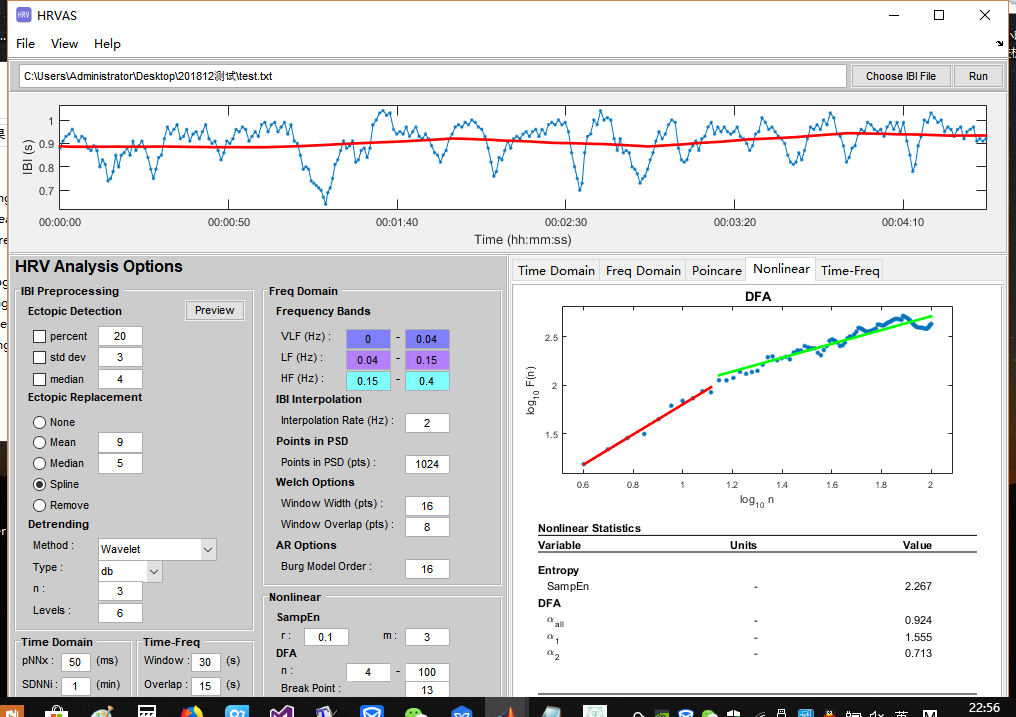 HRV HRVAS
File View Help
C:\Users\Administrator\Desktop\201812测试\test.txt Choose IBI File Run
IBI (s)
1
0.9
0.8
0.7
00:00:00 00:00:50 00:01:40 00:02:30 00:03:20 00:04:10
Time (hh:mm:ss)
HRV Analysis Options
IBI Preprocessing
Ectopic Detection Preview
percent 20
std dev 3
median 4
Ectopic Replacement
None
Mean 9
Median 5
Spline
Remove
Detrending
Method : Wavelet
Type : db
n : 3
Levels : 6
Time Domain
pNNx : 50 (ms)
SDNNi : 1 (min)
Time-Freq
Window : 30 (s)
Overlap : 15 (s)
Freq Domain
Frequency Bands
VLF (Hz) : 0 - 0.04
LF (Hz) : 0.04 - 0.15
HF (Hz) : 0.15 - 0.4
IBI Interpolation
Interpolation Rate (Hz) : 2
Points in PSD
Points in PSD (pts) : 1024
Welch Options
Window Width (pts) : 16
Window Overlap (pts) : 8
AR Options
Burg Model Order : 16
Nonlinear
SampEn
r : 0.1 m : 3
DFA
n : 4 - 100
Break Point : 13
Time Domain Freq Domain Poincare Nonlinear Time-Freq
DFA
log10 F(n)
2.5
2
1.5
0.6 0.8 1 1.2 1.4 1.6 1.8 2
log10 n
Nonlinear Statistics
Variable Units Value
Entropy
SampEn - 2.267
DFA
αall - 0.924
α1 - 1.555
α2 - 0.713
英 22:56